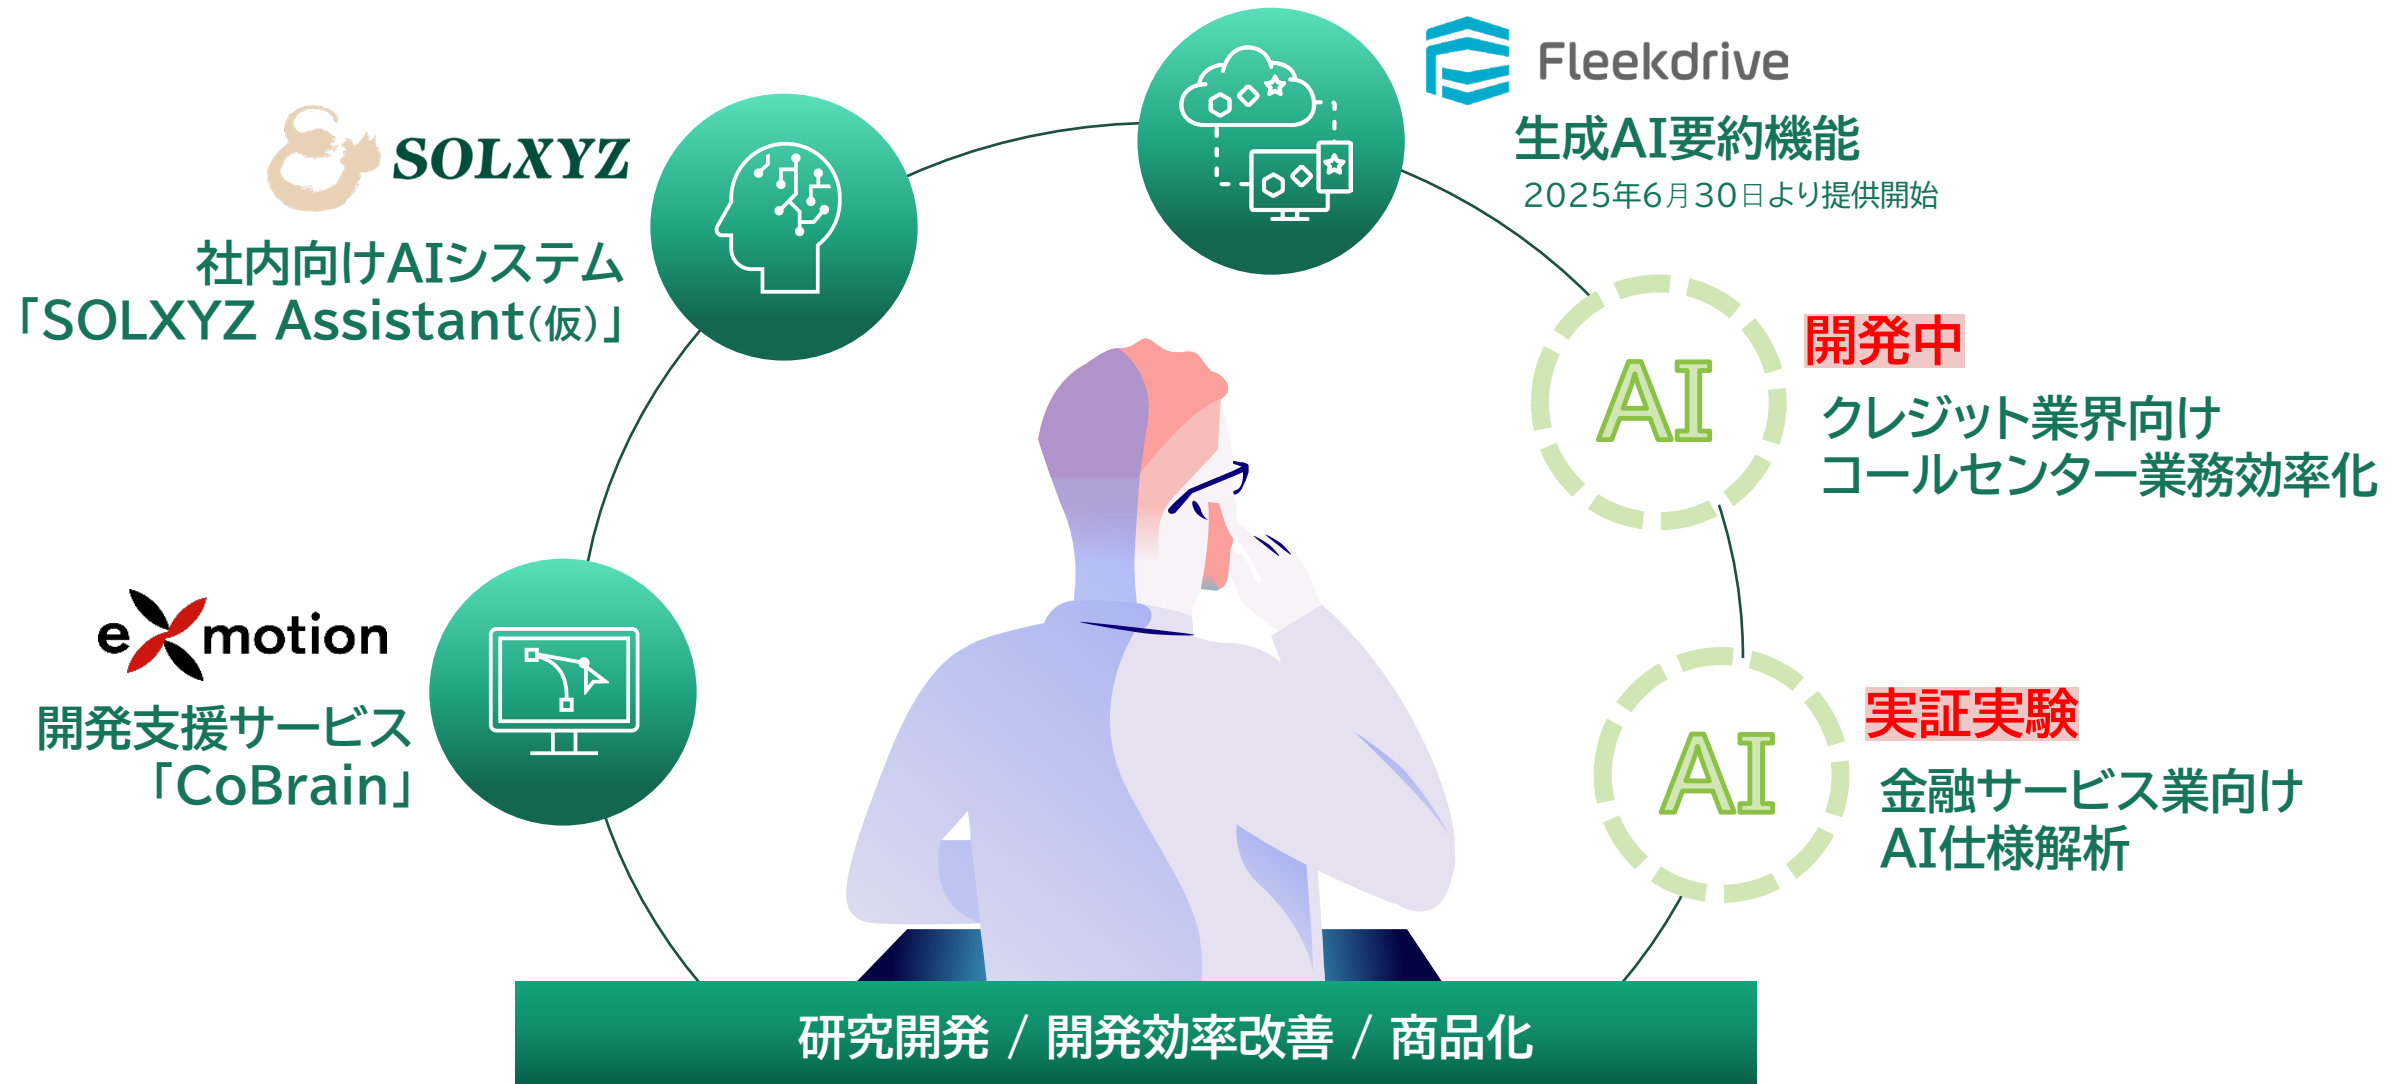 Fleekdrive
生成AI要約機能
2025年6月30日より提供開始
SOLXYZ
社内向けAIシステム
「SOLXYZ Assistant(仮)」
開発中
AI
クレジット業界向け
コールセンター業務効率化
eXmotion
開発支援サービス
「CoBrain」
実証実験
AI
金融サービス業向け
AI仕様解析
研究開発 / 開発効率改善 / 商品化